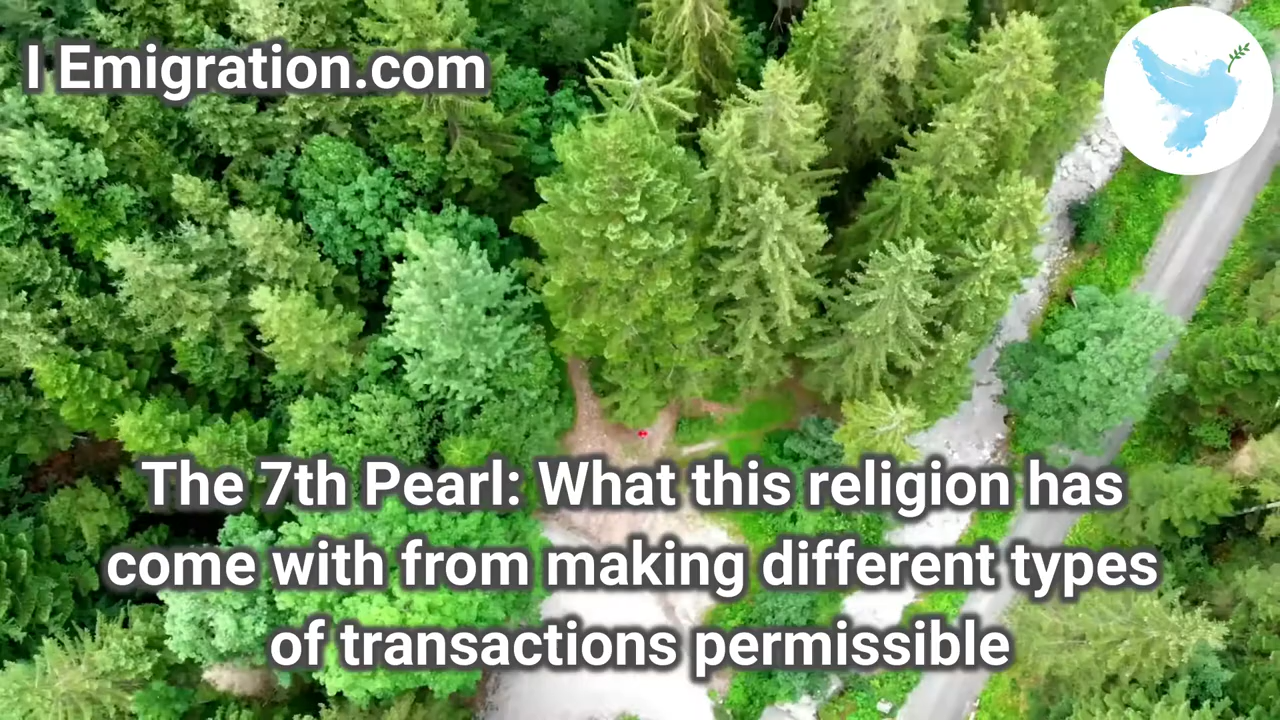 I Emigration.com
The 7th Pearl: What this religion has
come with from making different types
of transactions permissible